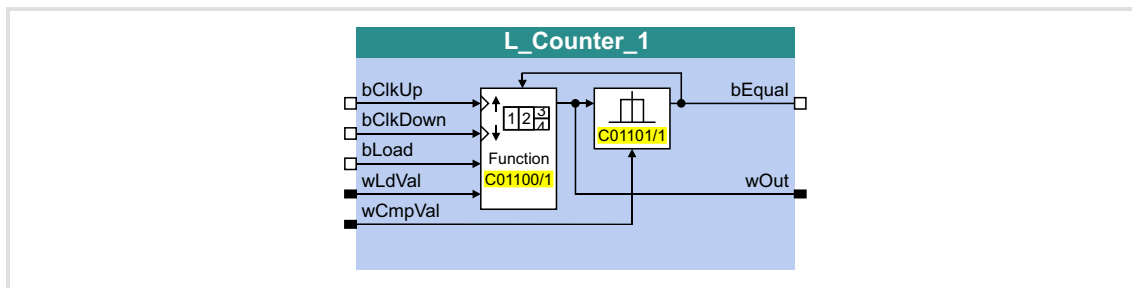 L_Counter_1
bClkUp
bClkDown
bLoad
wLdVal
wCmpVal
1 2 3
4
Function
C01100/1
C01101/1
bEqual
wOut